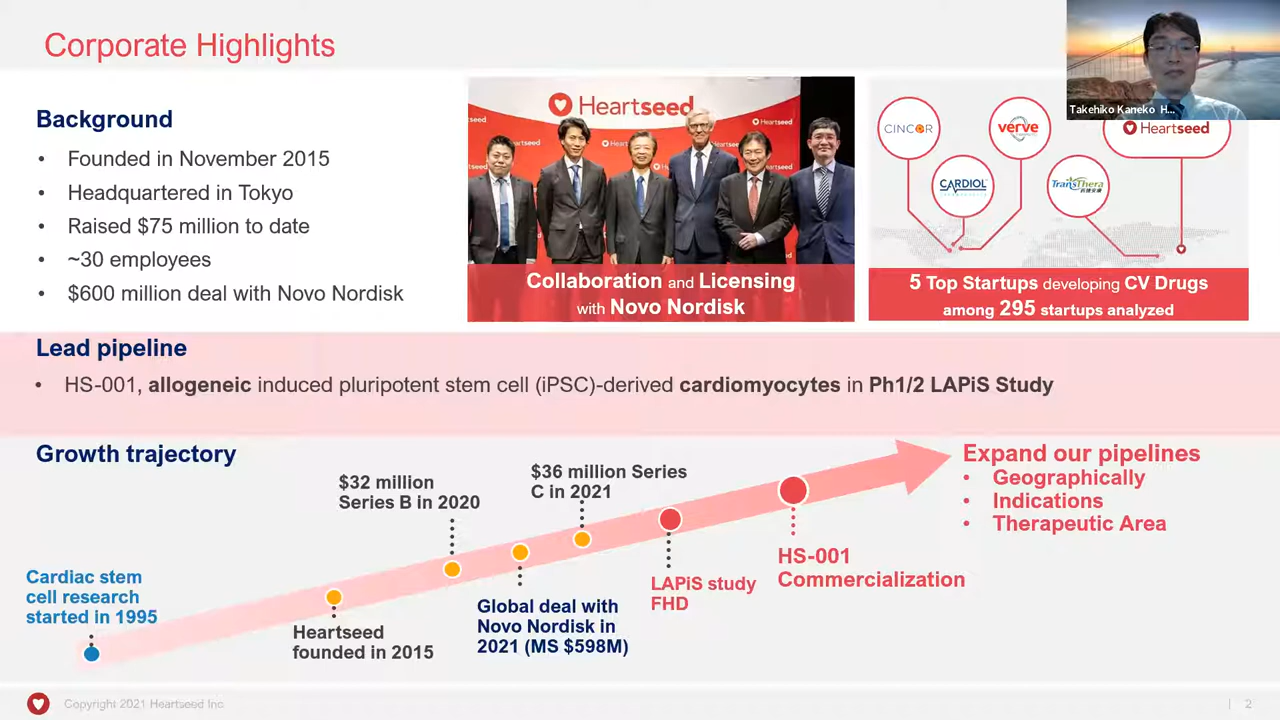 Corporate Highlights
Takehiko Kaneko H...
Background
• Founded in November 2015
• Headquartered in Tokyo
• Raised $75 million to date
• ~30 employees
• $600 million deal with Novo Nordisk
Heartseed
Heartseed
Heartseed
Collaboration and Licensing
with Novo Nordisk
CINCOR
verve
Heartseed
CARDIOL
TransThera
5 Top Startups developing CV Drugs
among 295 startups analyzed
Lead pipeline
• HS-001, allogeneic induced pluripotent stem cell (iPSC)-derived cardiomyocytes in Ph1/2 LAPiS Study
Growth trajectory
Cardiac stem
cell research
started in 1995
Heartseed
founded in 2015
$32 million
Series B in 2020
Global deal with
Novo Nordisk in
2021 (MS $598M)
$36 million Series
C in 2021
LAPiS study
FHD
HS-001
Commercialization
Expand our pipelines
• Geographically
• Indications
• Therapeutic Area
Copyright 2021 Heartseed Inc.
| 2